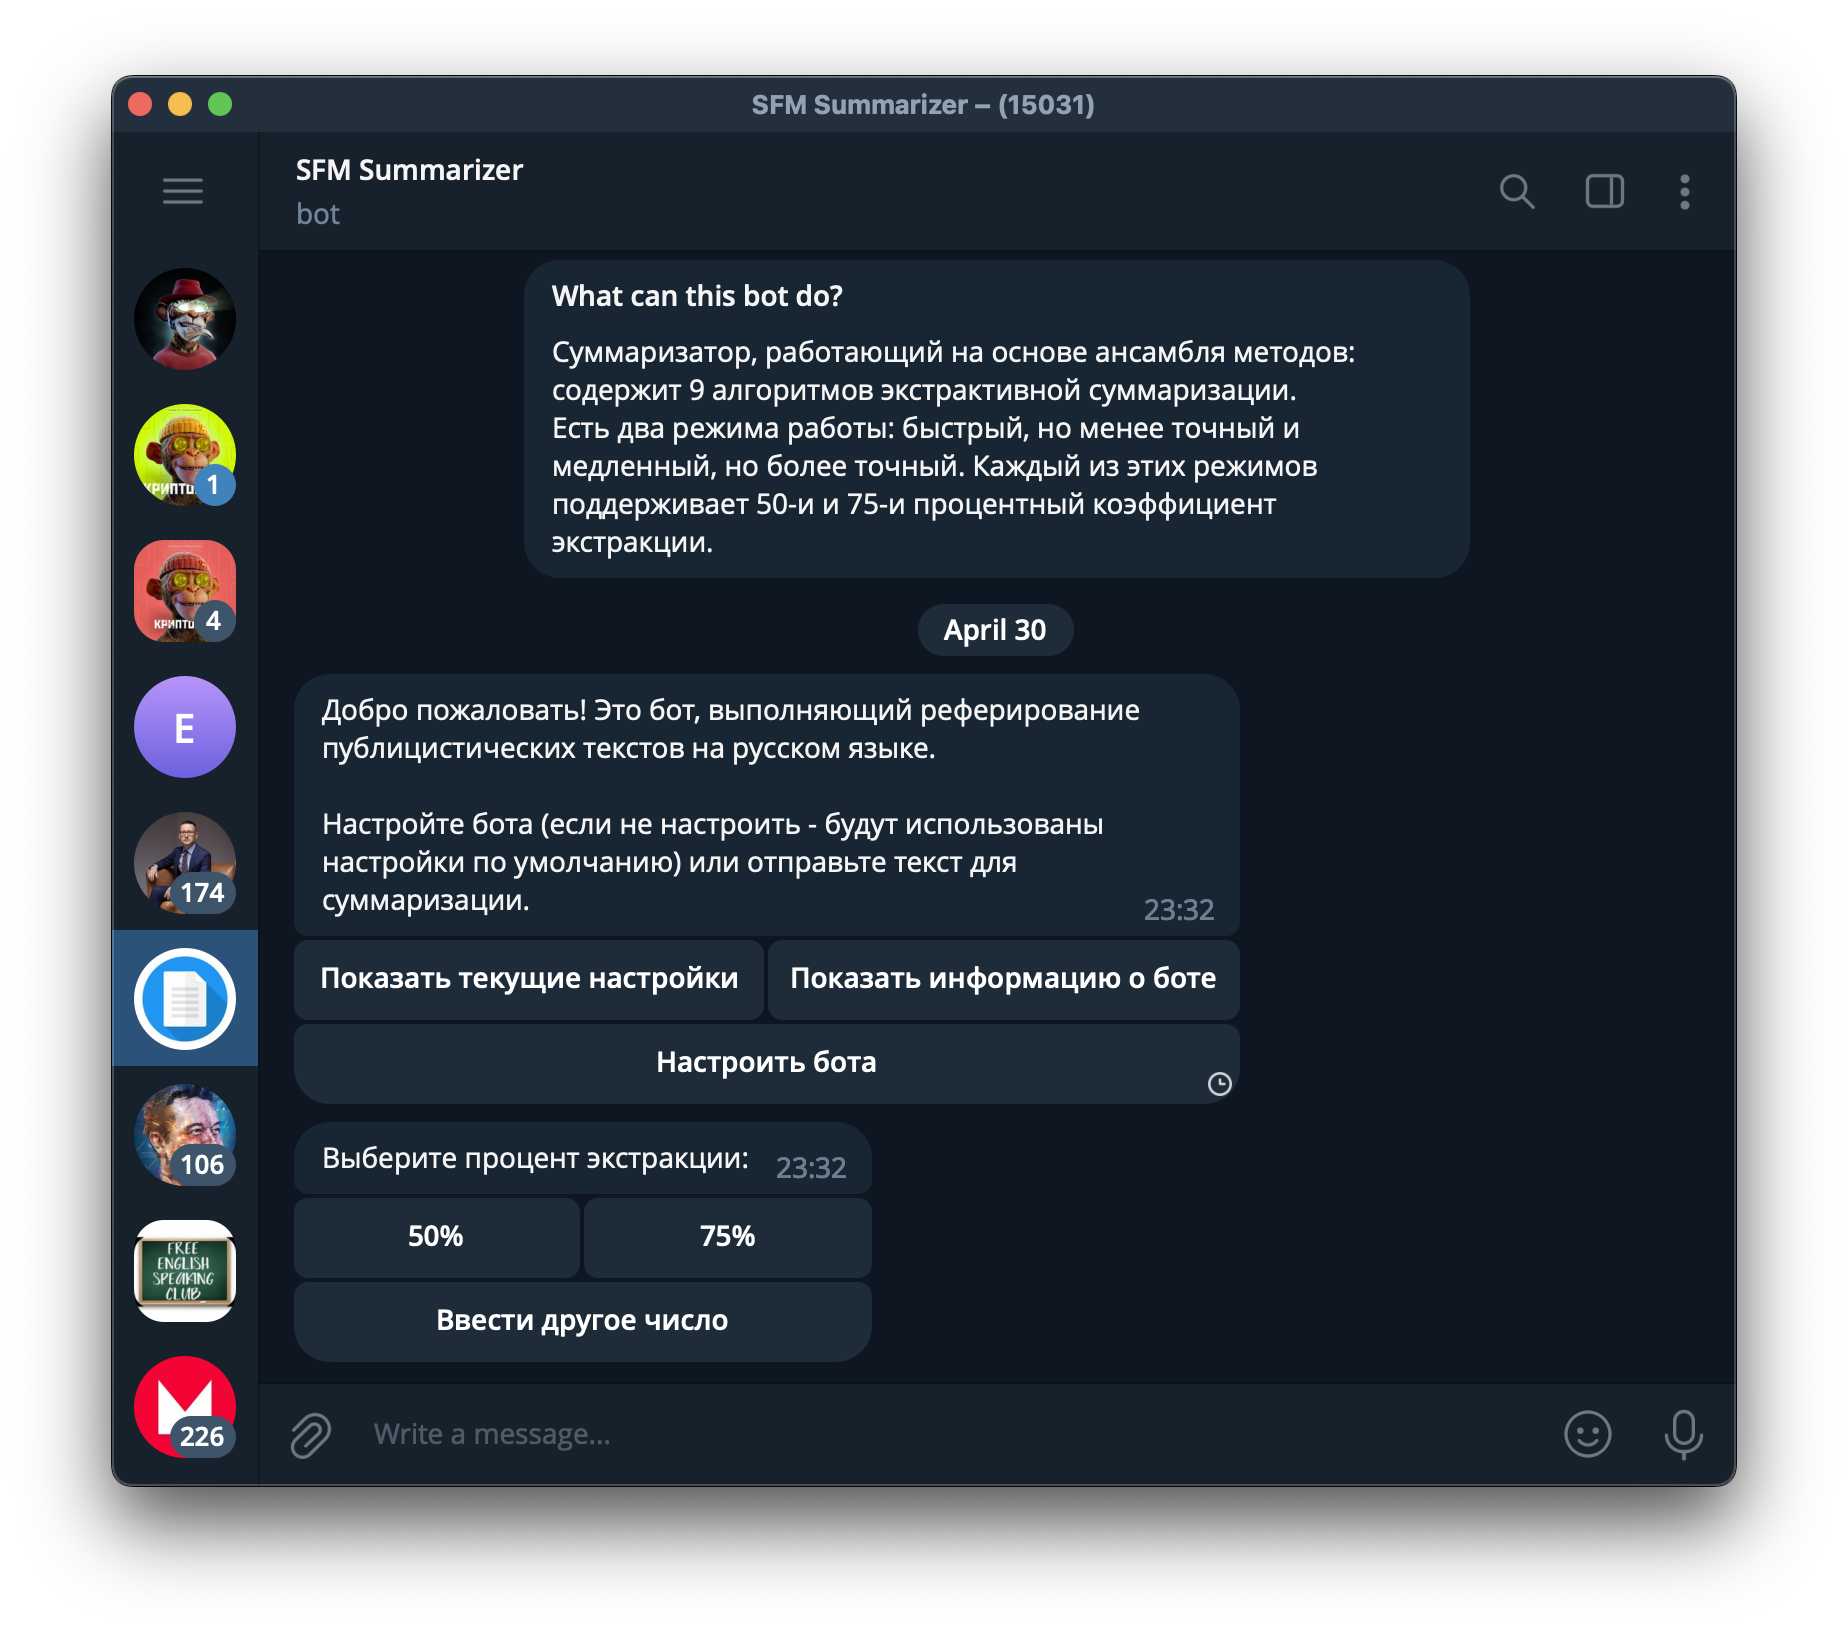 SFM Summarizer – (15031)
SFM Summarizer
bot
What can this bot do?
Суммаризатор, работающий на основе ансамбля методов:
содержит 9 алгоритмов экстрактивной суммаризации.
Есть два режима работы: быстрый, но менее точный и
медленный, но более точный. Каждый из этих режимов
поддерживает 50-и и 75-и процентный коэффициент
экстракции.
April 30
Добро пожаловать! Это бот, выполняющий реферирование
публицистических текстов на русском языке.
Настройте бота (если не настроить - будут использованы
настройки по умолчанию) или отправьте текст для
суммаризации.
23:32
Показать текущие настройки
Показать информацию о боте
Настроить бота
Выберите процент экстракции:
23:32
50%
75%
Ввести другое число
Write a message...
1
4
E
174
106
FREE
ENGLISH
SPEAKING
CLUB
M
226